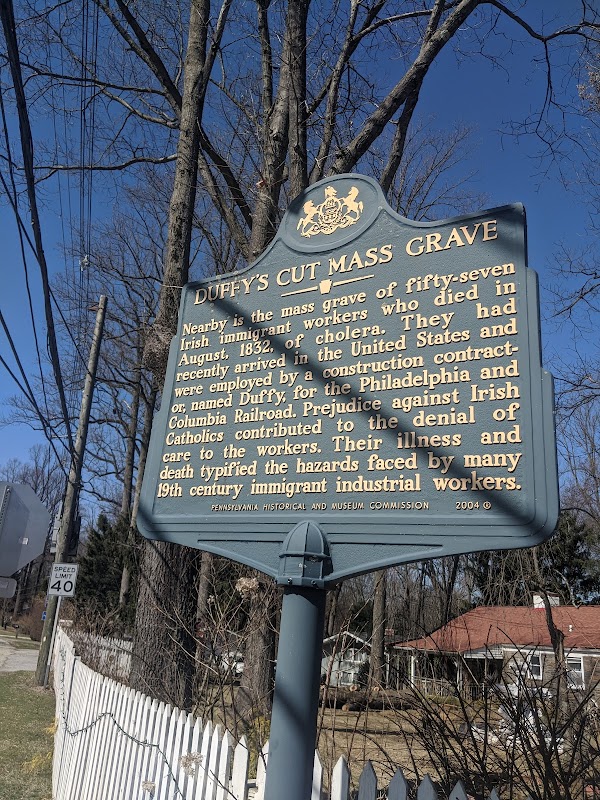 DUFFY'S CUT MASS GRAVE
Nearby is the mass grave of fifty-seven
Irish immigrant workers who died in
August, 1832, of cholera. They had
recently arrived in the United States and
were employed by a construction contract-
or, named Duffy, for the Philadelphia and
Columbia Railroad. Prejudice against Irish
Catholics contributed to the denial of
care to the workers. Their illness and
death typified the hazards faced by many
19th century immigrant industrial workers.
PENNSYLVANIA HISTORICAL AND MUSEUM COMMISSION 2004
SPEED
LIMIT
40